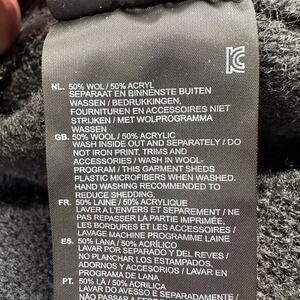 NL. 50% WOL / 50% ACRYL
SEPARAAT EN BINNENSTE BUITEN
WASSEN / BEDRUKKINGEN,
FOURNITUREN EN ACCESSOIRES NIET
STRIJKEN / MET WOLPROGRAMMA
WASSEN
GB. 50% WOOL / 50% ACRYLIC
WASH INSIDE OUT AND SEPARATELY / DO
NOT IRON PRINT, TRIMS AND
ACCESSORIES / WASH IN WOOL-
PROGRAM / THIS GARMENT SHEDS
PLASTIC MICROFIBERS WHEN WASHED.
HAND WASHING RECOMMENDED TO
REDUCE SHEDDING.
FR. 50% LAINE / 50% ACRYLIQUE
LAVER A L'ENVERS ET SEPAREMENT / NE
PAS REPASSER LA PARTIE IMPRIMÉE,
LES BORDURES ET LES ACCESSOIRES /
LAVAGE MACHINE PROGRAMME LAINE
ES. 50% LANA / 50% ACRÍLICO
LAVAR POR SEPARADO Y DEL REVES /
NO PLANCHAR LOS ESTAMPADOS,
ADORNOS Y ACCESORIOS / LAVAR EN
PROGRAMA DE LANA
PT. 50% LÃ / 50% ACRÍLICO
LAVAR DO AVESSO E SEPARADAMENTE